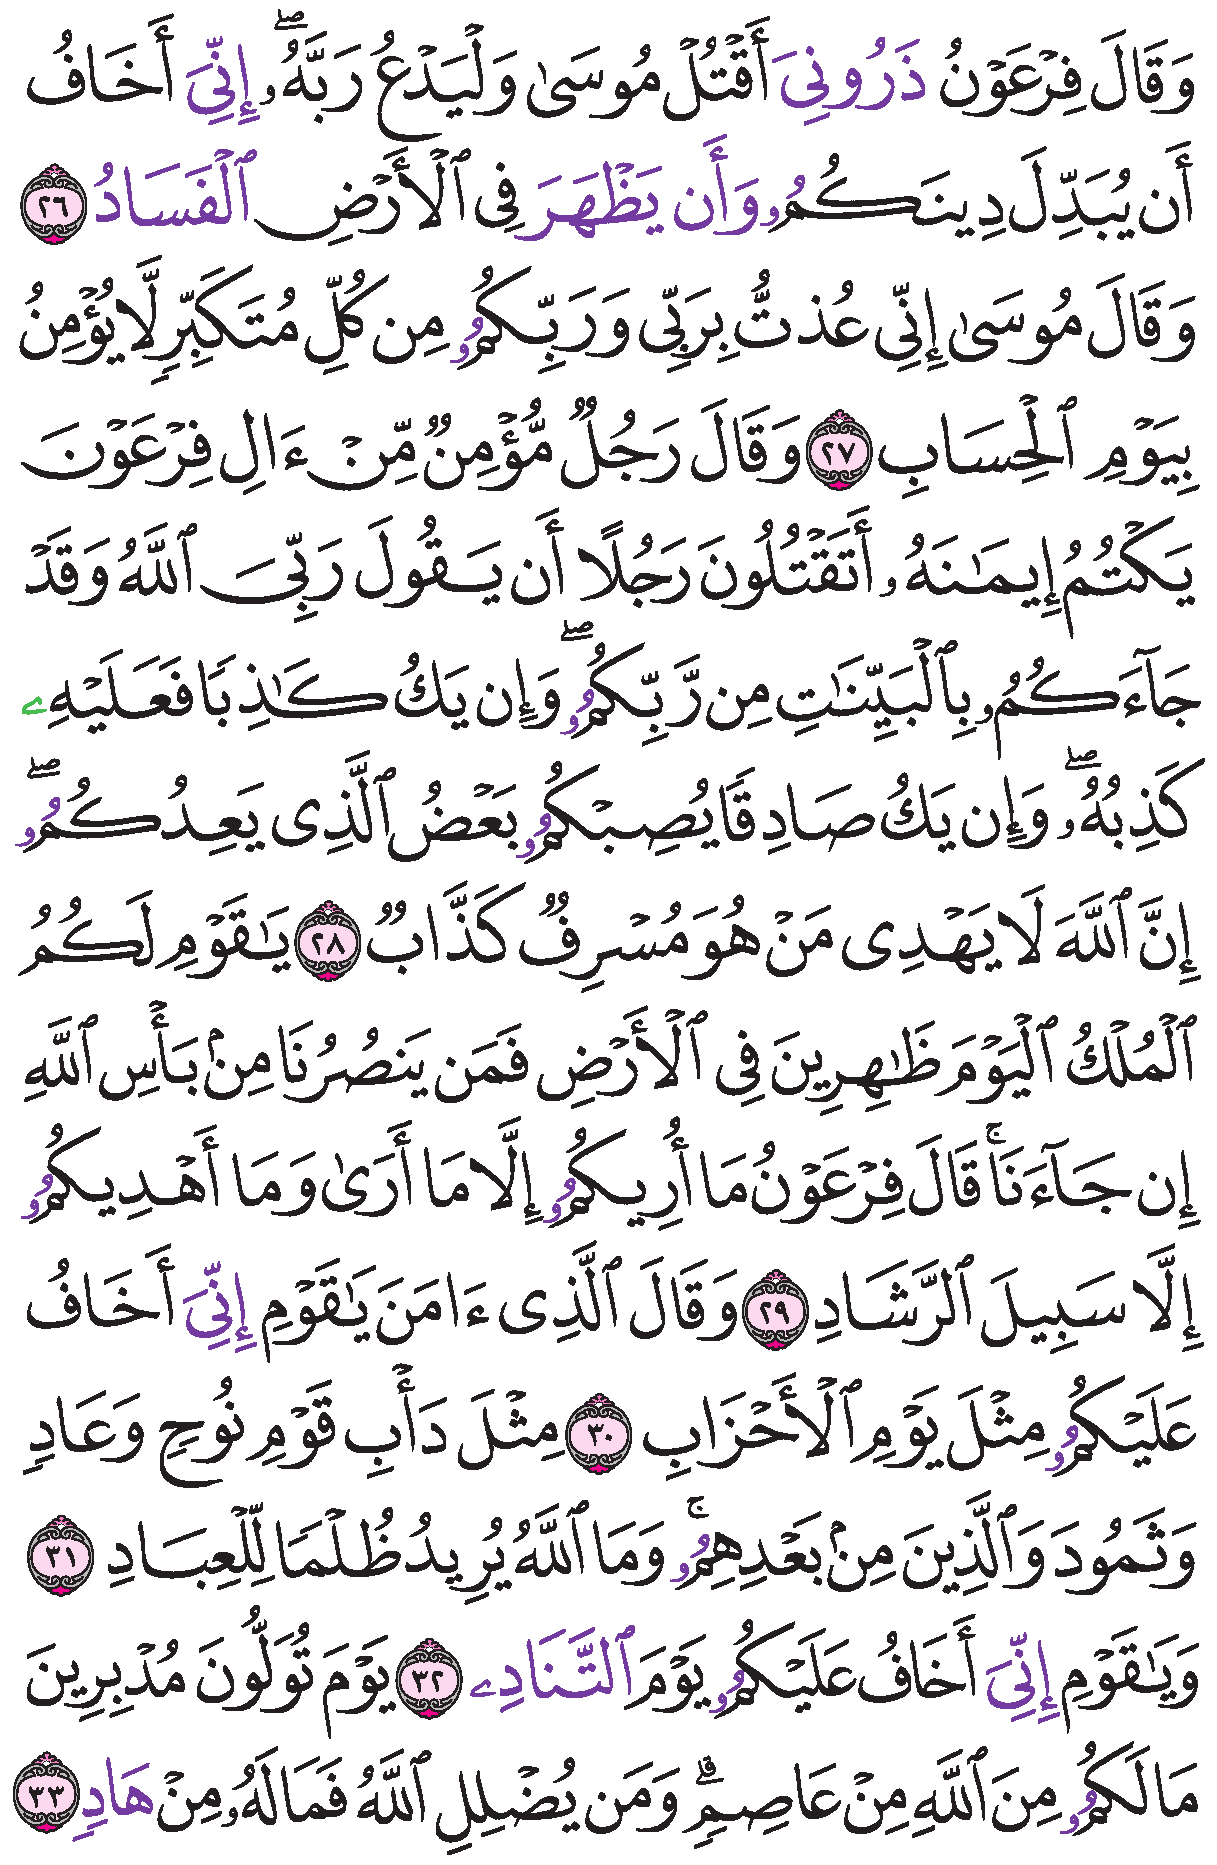 وَقَالَ فِرْعَوْنُ ذَرُونِىَ أَقْتُلْ مُوسَىٰ وَلْيَدْعُ رَبَّهُۥۖ إِنِّىَ أَخَافُ
أَن يُبَدِّلَ دِينَكُمُۥ وَأَن يَظْهَرَ فِى ٱلْأَرْضِ ٱلْفَسَادُ ٢٦
وَقَالَ مُوسَىٰ إِنِّى عُذتُّ بِرَبِّى وَرَبِّكُمُۥ مِن كُلِّ مُتَكَبِّرٍ لَّا يُؤْمِنُ
بِيَوْمِ ٱلْحِسَابِ ٢٧ وَقَالَ رَجُلٌ مُّؤْمِنٌ مِّنْ ءَالِ فِرْعَوْنَ
يَكْتُمُ إِيمَـٰنَهُۥ أَتَقْتُلُونَ رَجُلًا أَن يَقُولَ رَبِّىَ ٱللَّهُ وَقَدْ
جَآءَكُمُۥ بِٱلْبَيِّنَـٰتِ مِن رَّبِّكُمُۥۖ وَإِن يَكُ كَـٰذِبًا فَعَلَيْهِۦ
كَذِبُهُۥۖ وَإِن يَكُ صَادِقًا يُصِبْكُمُۥ بَعْضُ ٱلَّذِى يَعِدُكُمُۥۖ
إِنَّ ٱللَّهَ لَا يَهْدِى مَنْ هُوَ مُسْرِفٌ كَذَّابٌ ٢٨ يَـٰقَوْمِ لَكُمُ
ٱلْمُلْكُ ٱلْيَوْمَ ظَـٰهِرِينَ فِى ٱلْأَرْضِ فَمَن يَنصُرُنَا مِنۢ بَأْسِ ٱللَّهِ
إِن جَآءَنَاۚ قَالَ فِرْعَوْنُ مَا أُرِيكُمُۥ إِلَّا مَا أَرَىٰ وَمَا أَهْدِيكُمُۥ
إِلَّا سَبِيلَ ٱلرَّشَادِ ٢٩ وَقَالَ ٱلَّذِى ءَامَنَ يَـٰقَوْمِ إِنِّىَ أَخَافُ
عَلَيْكُمُۥ مِثْلَ يَوْمِ ٱلْأَحْزَابِ ٣٠ مِثْلَ دَأْبِ قَوْمِ نُوحٍ وَعَادٍ
وَثَمُودَ وَٱلَّذِينَ مِنۢ بَعْدِهِمُۥۚ وَمَا ٱللَّهُ يُرِيدُ ظُلْمًا لِّلْعِبَادِ ٣١
وَيَـٰقَوْمِ إِنِّىَ أَخَافُ عَلَيْكُمُۥ يَوْمَ ٱلتَّنَادِۦ ٣٢ يَوْمَ تُوَلُّونَ مُدْبِرِينَ
مَا لَكُمُۥ مِنَ ٱللَّهِ مِنْ عَاصِمٍۗ وَمَن يُضْلِلِ ٱللَّهُ فَمَا لَهُۥ مِنْ هَادٍ ٣٣